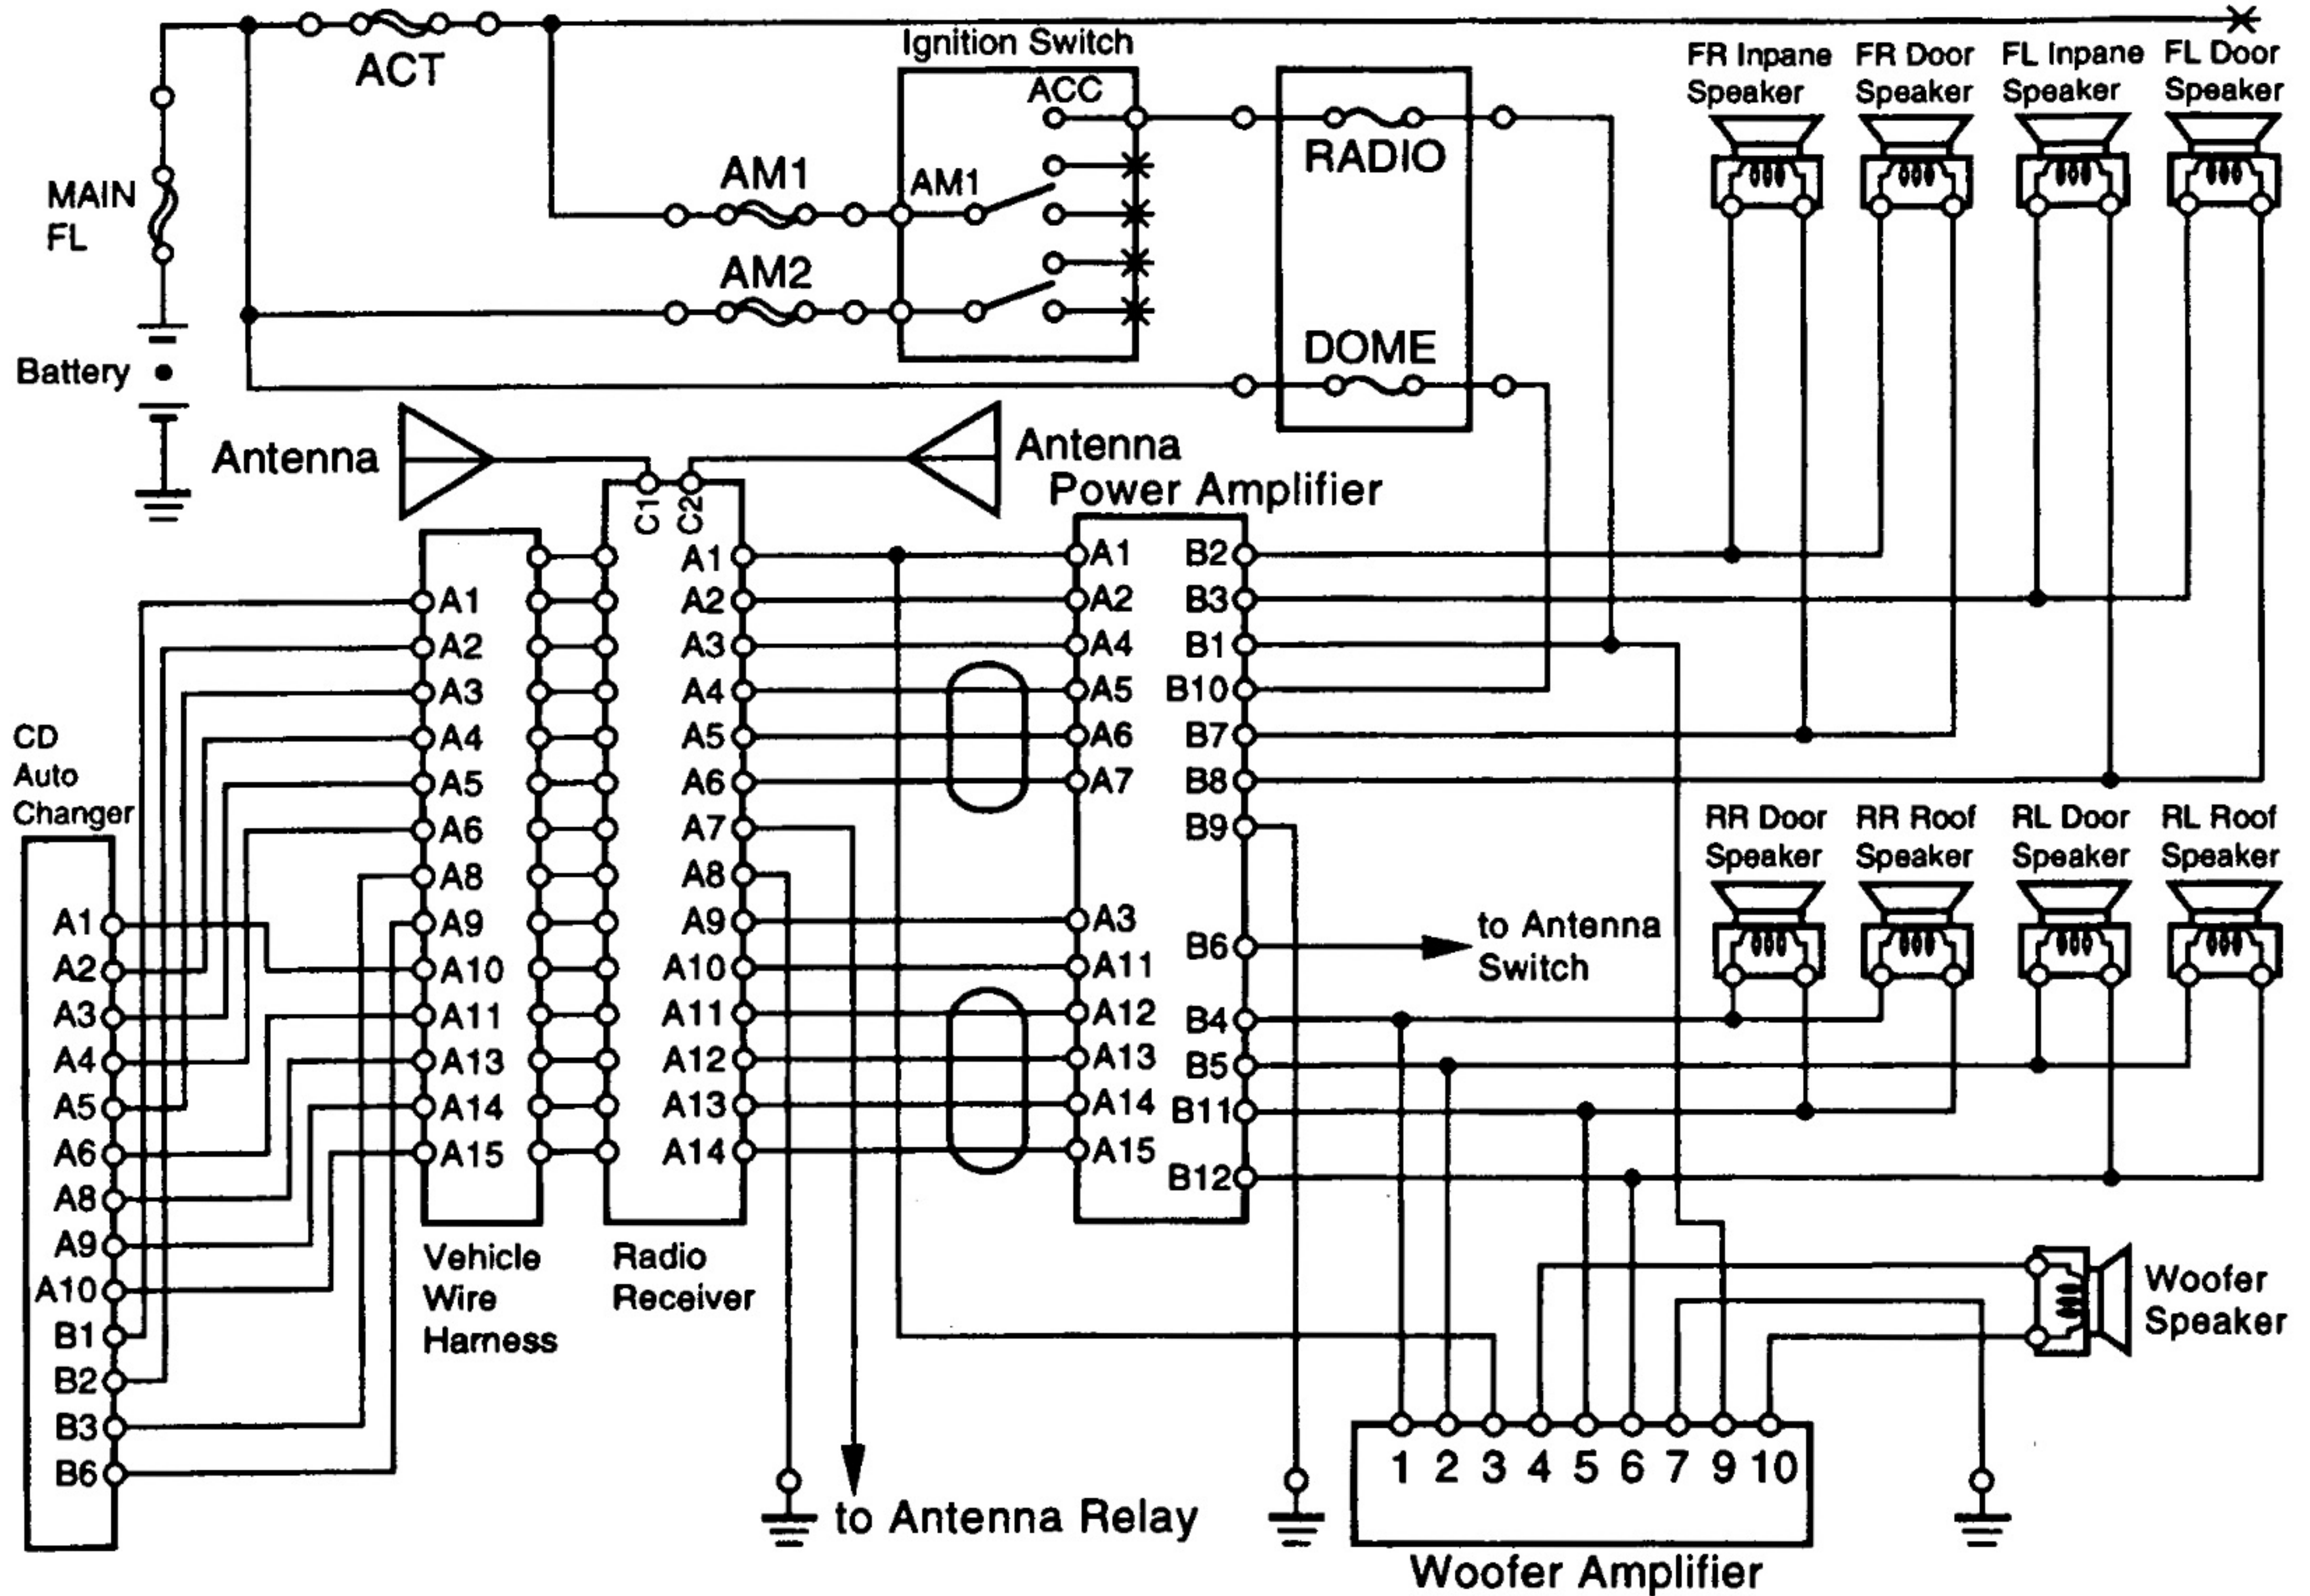 ACT
Ignition Switch
ACC
AM1
AM1
AM2
MAIN
FL
Battery
RADIO
DOME
FR Inpane
Speaker
FR Door
Speaker
FL Inpane
Speaker
FL Door
Speaker
Antenna
Antenna
C1
C2
Power Amplifier
A1
A2
A3
A4
A5
A6
A8
A9
A10
A11
A13
A14
A15
Vehicle
Wire
Harness
A1
A2
A3
A4
A5
A6
A7
A8
A9
A10
A11
A12
A13
A14
Radio
Receiver
A1
A2
A4
A5
A6
A7
A3
A11
A12
A13
A14
A15
B2
B3
B1
B10
B7
B8
B9
B6
B4
B5
B11
B12
to Antenna
Switch
RR Door
Speaker
RR Roof
Speaker
RL Door
Speaker
RL Roof
Speaker
CD
Auto
Changer
A1
A2
A3
A4
A5
A6
A8
A9
A10
B1
B2
B3
B6
to Antenna Relay
Woofer
Speaker
1 2 3 4 5 6 7 9 10
Woofer Amplifier